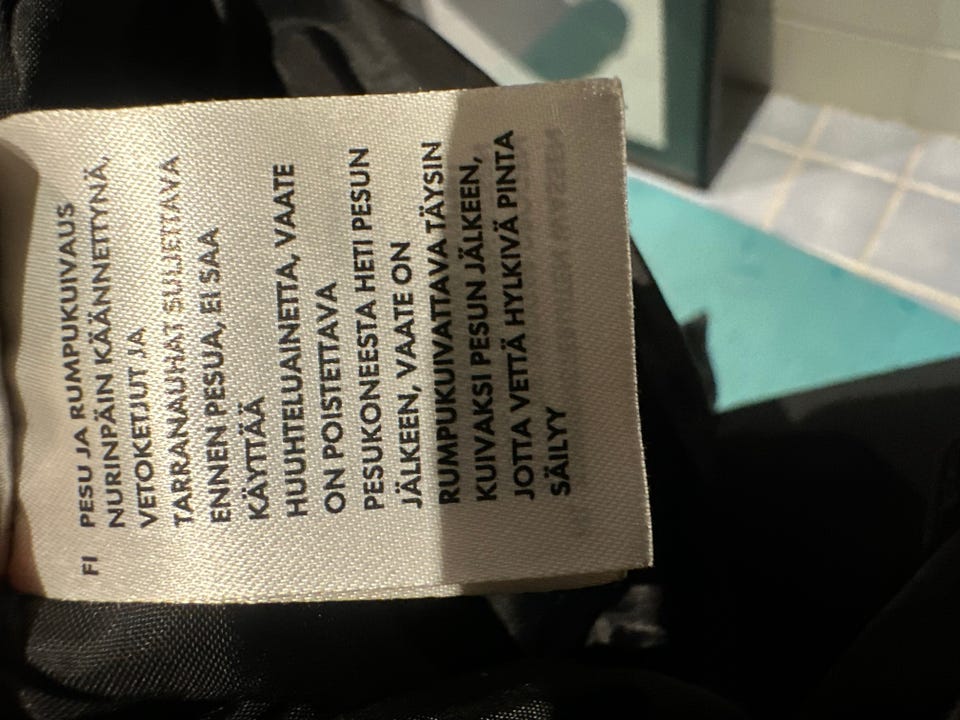 FI PESU JA RUMPUKUIVAUS
NURINPÄIN KÄÄNNETTYNÄ,
VETOKETJUT JA
TARRANAUHAT SULJETTAVA
ENNEN PESUA, EI SAA
KÄYTTÄÄ
HUUHTELUAINETTA, VAATE
ON POISTETTAVA
PESUKONEESTA HETI PESUN
JÄLKEEN, VAATE ON
RUMPUKUIVATTAVA TÄYSIN
KUIVAKSI PESUN JÄLKEEN,
JOTTA VETTÄ HYLKIVÄ PINTA
SÄILYY